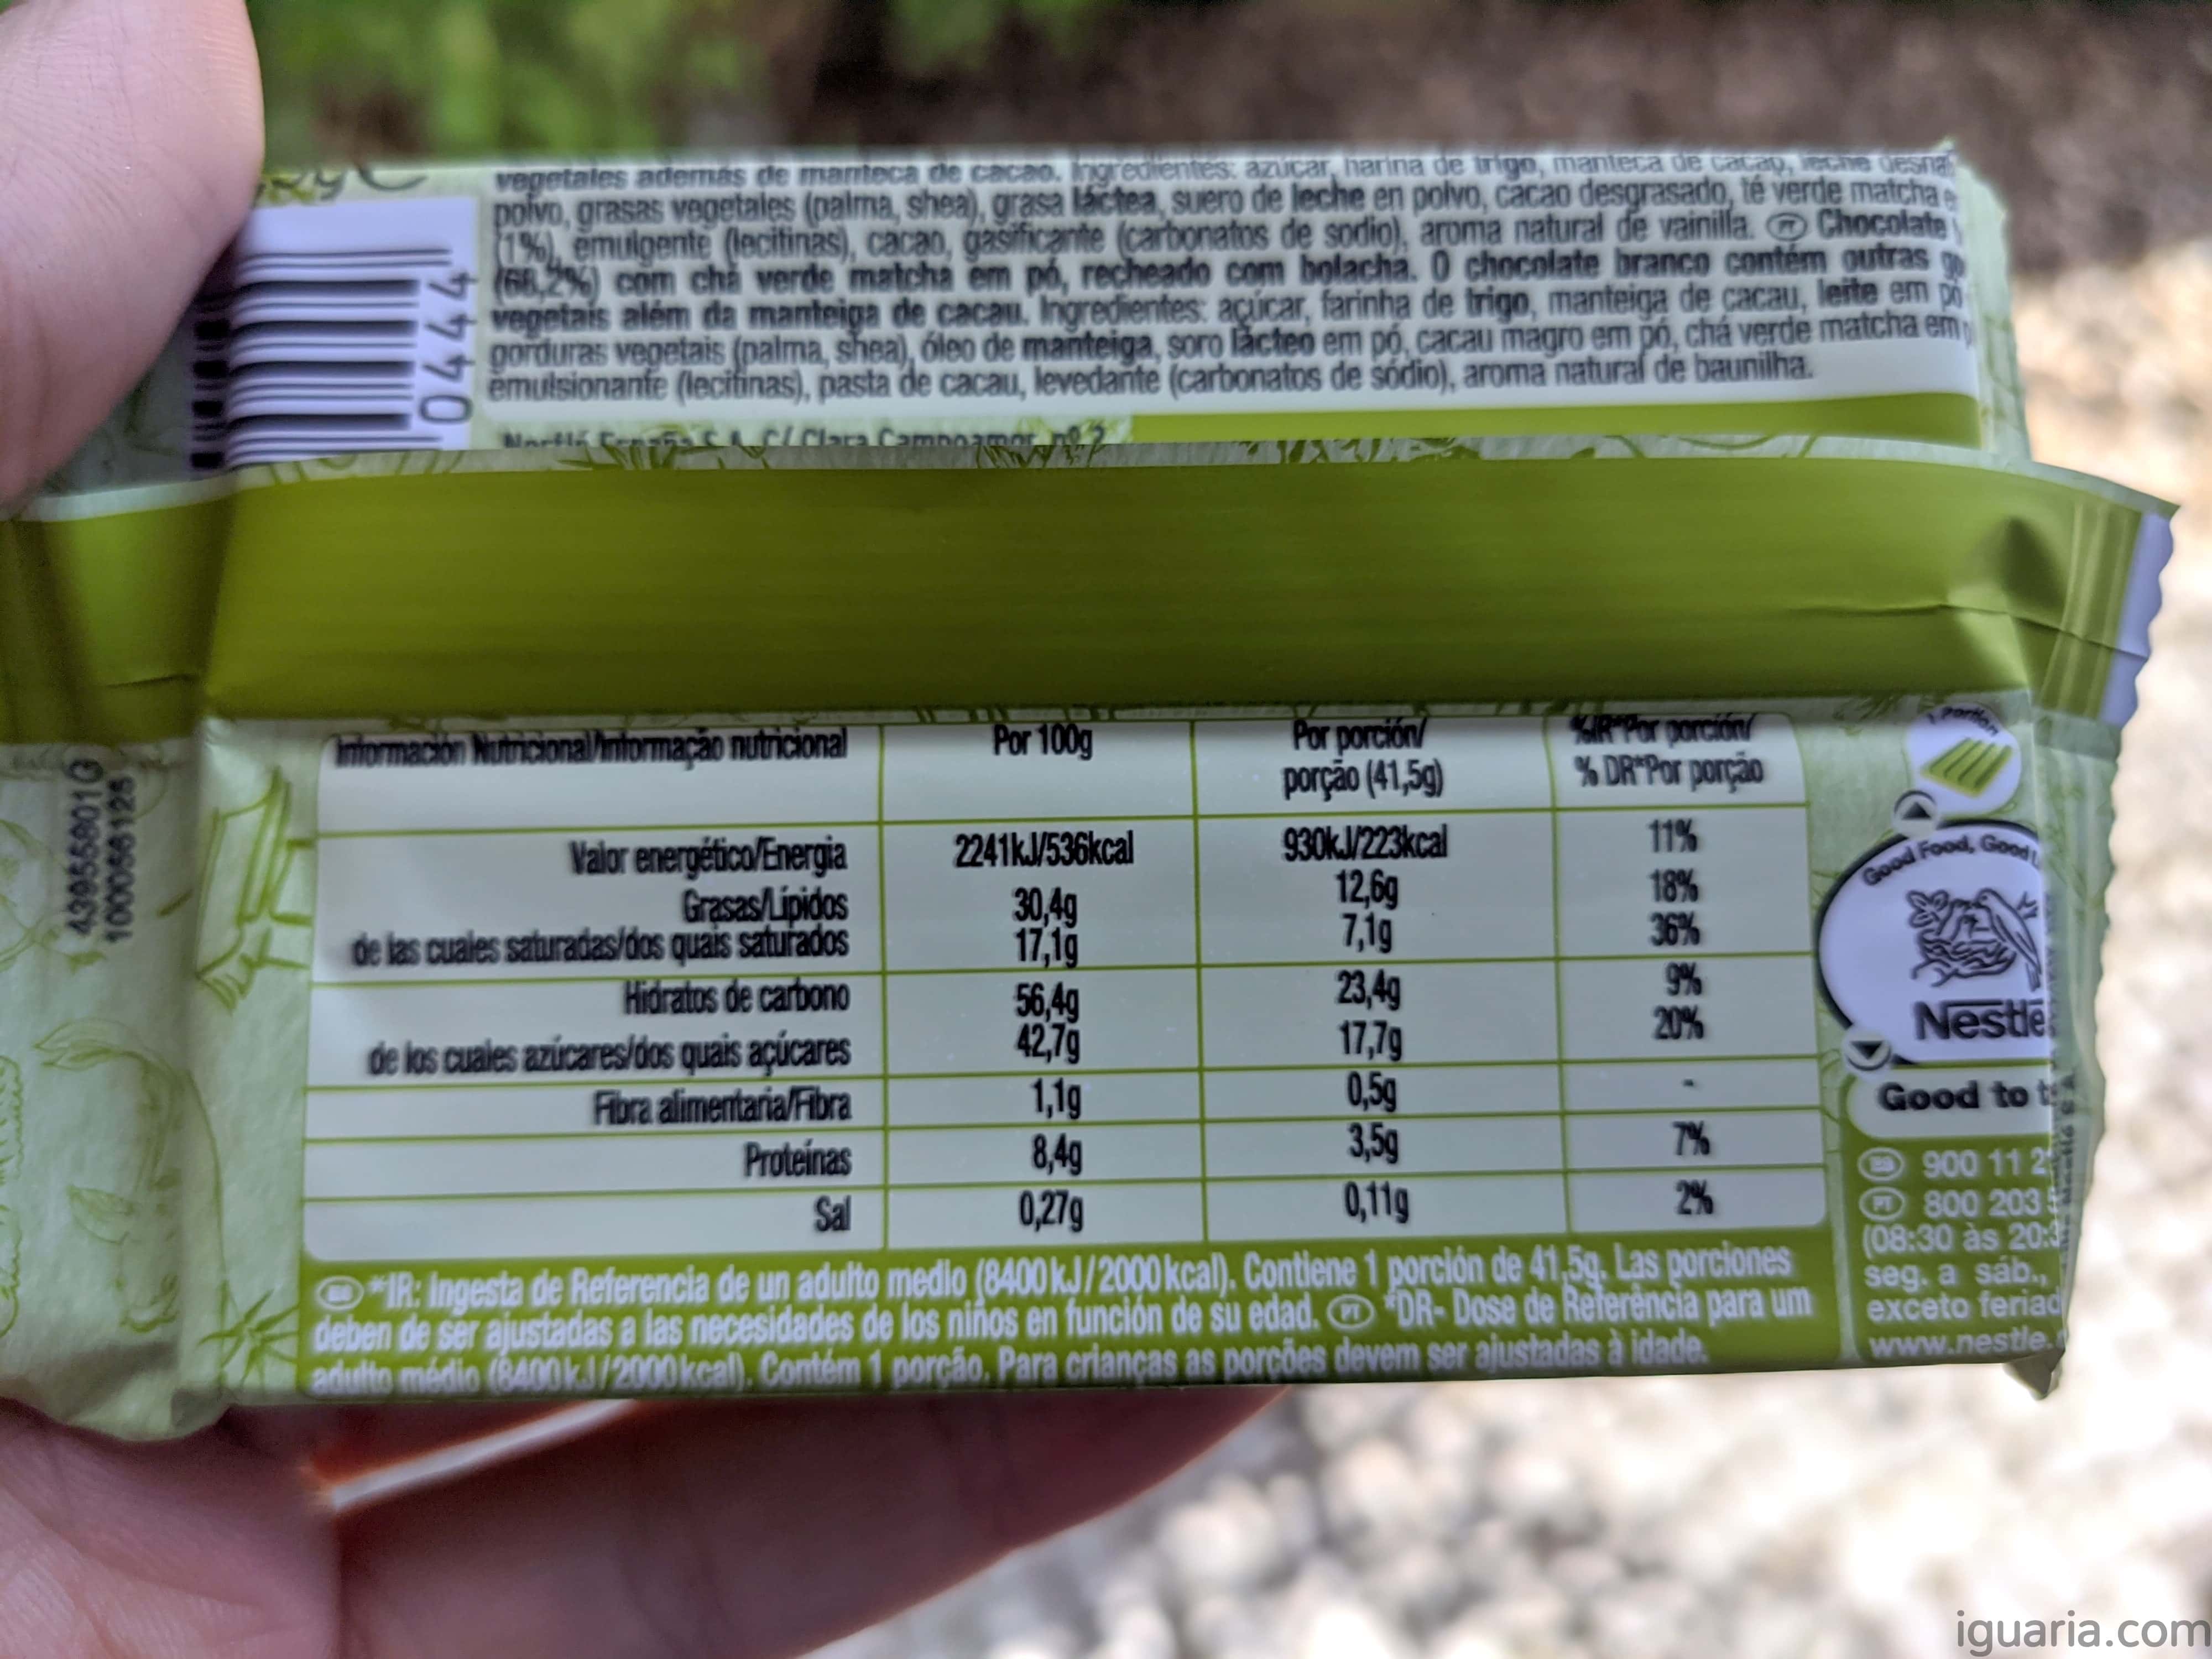 vegetales además de manteca de cacao. Ingredientes: azúcar, harina de trigo, manteca de cacao, leche
polvo, grasas vegetales (palma, shea), grasa láctea, suero de leche en polvo, cacao desgrasado, té verde matcha
(1%), emulgente (lecitinas), cacao, gasificante (carbonatos de sodio), aroma natural de vainilla. PT Chocolate
(66,2%) com chá verde matcha em pó, recheado com bolacha. O chocolate branco contém outras
vegetais além da manteiga de cacau. Ingredientes: açúcar, farinha de trigo, manteiga de cacau, leite em pó
gorduras vegetais (palma, shea), óleo de manteiga, soro lácteo em pó, cacau magro em pó, chá verde matcha em
emulsionante (lecitinas), pasta de cacau, levedante (carbonatos de sódio), aroma natural de baunilha.
Nestlé España S.A. C/ Clara Campoamor, nº 2
0444
439555801G
1000566126
Información Nutricional/Informação nutricional Por 100g Por porción/ porção (41,5g) %IR*Por porción/ % DR*Por porção
Valor energético/Energia 2241kJ/536kcal 930kJ/223kcal 11%
Grasas/Lípidos 30,4g 12,6g 18%
de las cuales saturadas/dos quais saturados 17,1g 7,1g 36%
Hidratos de carbono 56,4g 23,4g 9%
de los cuales azúcares/dos quais açúcares 42,7g 17,7g 20%
Fibra alimentaria/Fibra 1,1g 0,5g -
Proteínas 8,4g 3,5g 7%
Sal 0,27g 0,11g 2%
*IR: Ingesta de Referencia de un adulto medio (8400kJ/2000kcal). Contiene 1 porción de 41,5g. Las porciones
deben de ser ajustadas a las necesidades de los niños en función de su edad. PT *DR- Dose de Referência para um
adulto médio (8400kJ/2000kcal). Contém 1 porção. Para crianças as porções devem ser ajustadas à idade.
1 portion
Good Food, Good
Nestlé
Good to
900 11 2
PT 800 203
(08:30 às 20:
seg. a sáb.,
exceto feriad
www.nestle.
iguaria.com